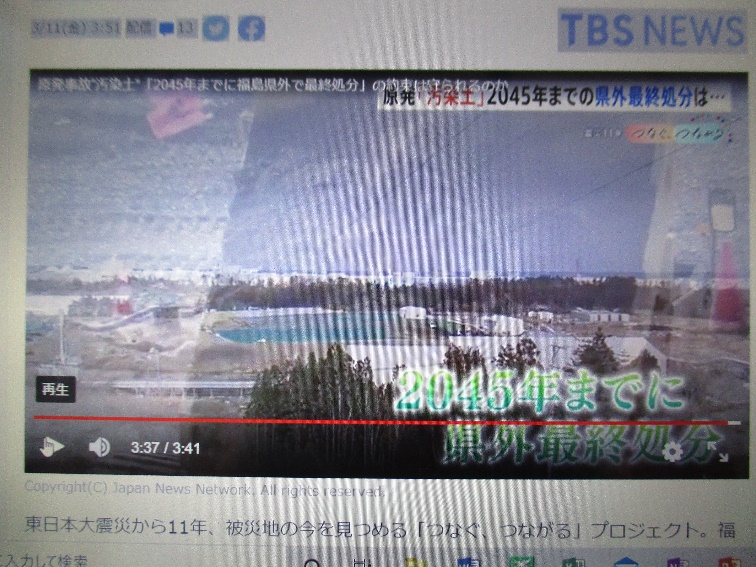 3/11(金) 3:51 配信 13
TBS NEWS
原発事故"汚染土"「2045年までに福島県外で最終処分」の約束は守られるのか
原発「汚染土」2045年までの県外最終処分は…
つなぐ、つながる
再生
2045年までに
県外最終処分
3:37 / 3:41
Copyright(C) Japan News Network. All rights reserved.
東日本大震災から11年、被災地の今を見つめる「つなぐ、つながる」プロジェクト。福
入力して検索